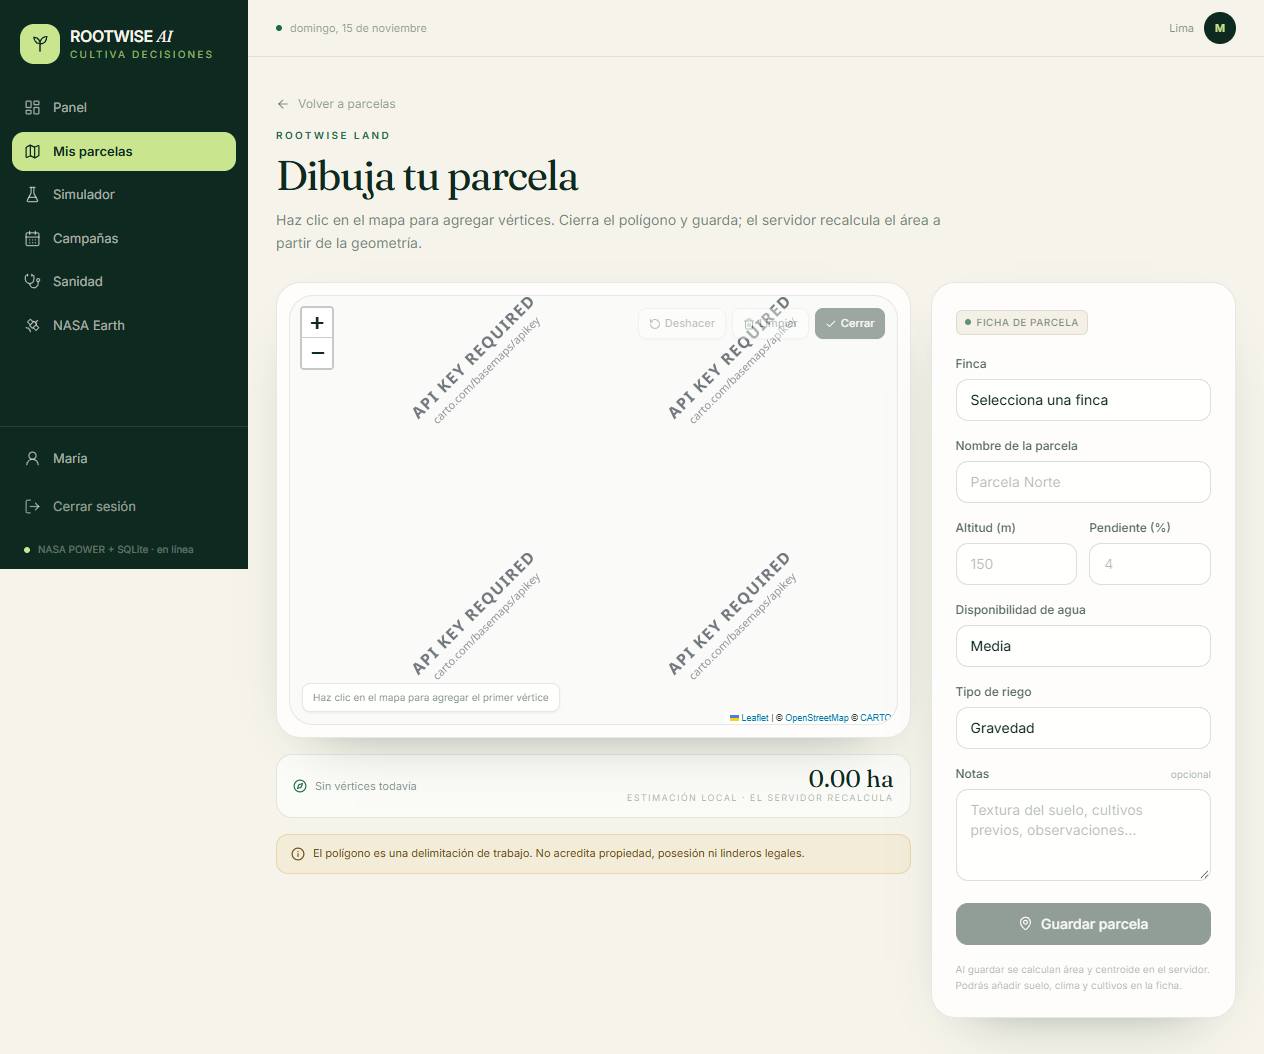 ROOTWISE AI
CULTIVA DECISIONES
Panel
Mis parcelas
Simulador
Campañas
Sanidad
NASA Earth
María
Cerrar sesión
NASA POWER + SQLite · en línea
domingo, 15 de noviembre
Lima
M
Volver a parcelas
ROOTWISE LAND
Dibuja tu parcela
Haz clic en el mapa para agregar vértices. Cierra el polígono y guarda; el servidor recalcula el área a
partir de la geometría.
+
−
API KEY REQUIRED
carto.com/basemaps/apikey
API KEY REQUIRED
carto.com/basemaps/apikey
Deshacer
Limpiar
Cerrar
API KEY REQUIRED
carto.com/basemaps/apikey
API KEY REQUIRED
carto.com/basemaps/apikey
Haz clic en el mapa para agregar el primer vértice
Leaflet | © OpenStreetMap © CARTO
Sin vértices todavía
0.00 ha
ESTIMACIÓN LOCAL · EL SERVIDOR RECALCULA
El polígono es una delimitación de trabajo. No acredita propiedad, posesión ni linderos legales.
FICHA DE PARCELA
Finca
Selecciona una finca
Nombre de la parcela
Parcela Norte
Altitud (m)
Pendiente (%)
150
4
Disponibilidad de agua
Media
Tipo de riego
Gravedad
Notas
opcional
Textura del suelo, cultivos
previos, observaciones...
Guardar parcela
Al guardar se calculan área y centroide en el servidor.
Podrás añadir suelo, clima y cultivos en la ficha.